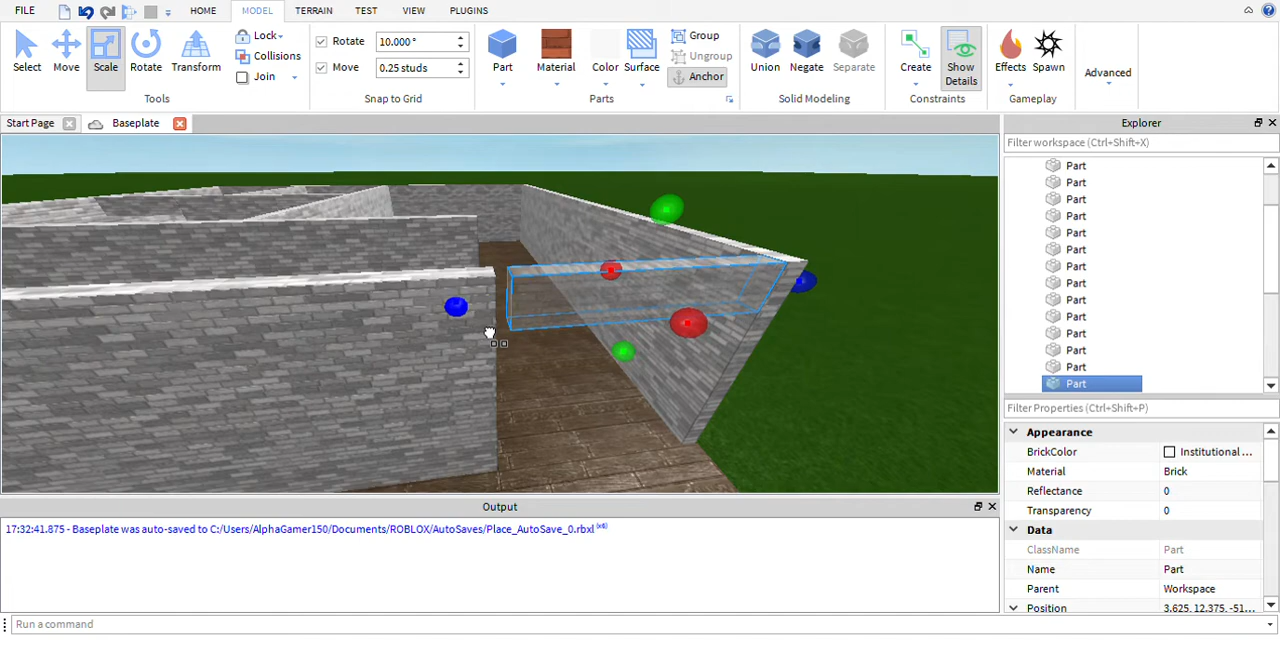 FILE HOME MODEL TERRAIN TEST VIEW PLUGINS
Select Move Scale Rotate Transform
Lock
Collisions
Join
Tools
Rotate 10.000°
Move 0.25 studs
Snap to Grid
Part Material Color Surface
Group
Ungroup
Anchor
Parts
Union Negate Separate
Solid Modeling
Create Show Details
Constraints
Effects Spawn
Gameplay
Advanced
Start Page Baseplate
Explorer
Filter workspace (Ctrl+Shift+X)
Part
Part
Part
Part
Part
Part
Part
Part
Part
Part
Part
Part
Part
Part
Filter Properties (Ctrl+Shift+P)
Appearance
BrickColor Institutional ...
Material Brick
Reflectance 0
Transparency 0
Data
ClassName Part
Name Part
Parent Workspace
Position 3.625, 12.375, -51...
Output
17:32:41.875 - Baseplate was auto-saved to C:/Users/AlphaGamer150/Documents/ROBLOX/AutoSaves/Place_AutoSave_0.rbxl (x6)
Run a command